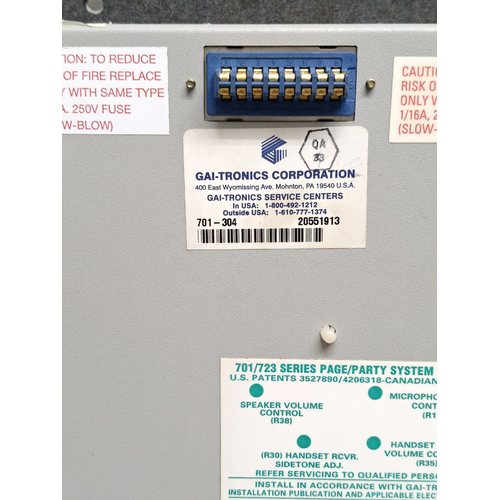 TION: TO REDUCE
OF FIRE REPLACE
Y WITH SAME TYPE
A. 250V FUSE
W-BLOW)
CAUTI
RISK O
ONLY W
1/16A, 2
(SLOW-
QA
33
GAI-TRONICS CORPORATION
400 East Wyomissing Ave. Mohnton, PA 19540 U.S.A.
GAI-TRONICS SERVICE CENTERS
In USA: 1-800-492-1212
Outside USA: 1-610-777-1374
701-304 20551913
701/723 SERIES PAGE/PARTY SYSTEM
U.S. PATENTS 3527890/4206318-CANADIAN
SPEAKER VOLUME
CONTROL
(R38)
MICROPHO
CONT
(R1
(R30) HANDSET RCVR.
SIDETONE ADJ.
HANDSET
VOLUME CO
(R35)
REFER SERVICING TO QUALIFIED PERSO
INSTALL IN ACCORDANCE WITH GAI-TR
INSTALLATION PUBLICATION AND APPLICABLE ELE